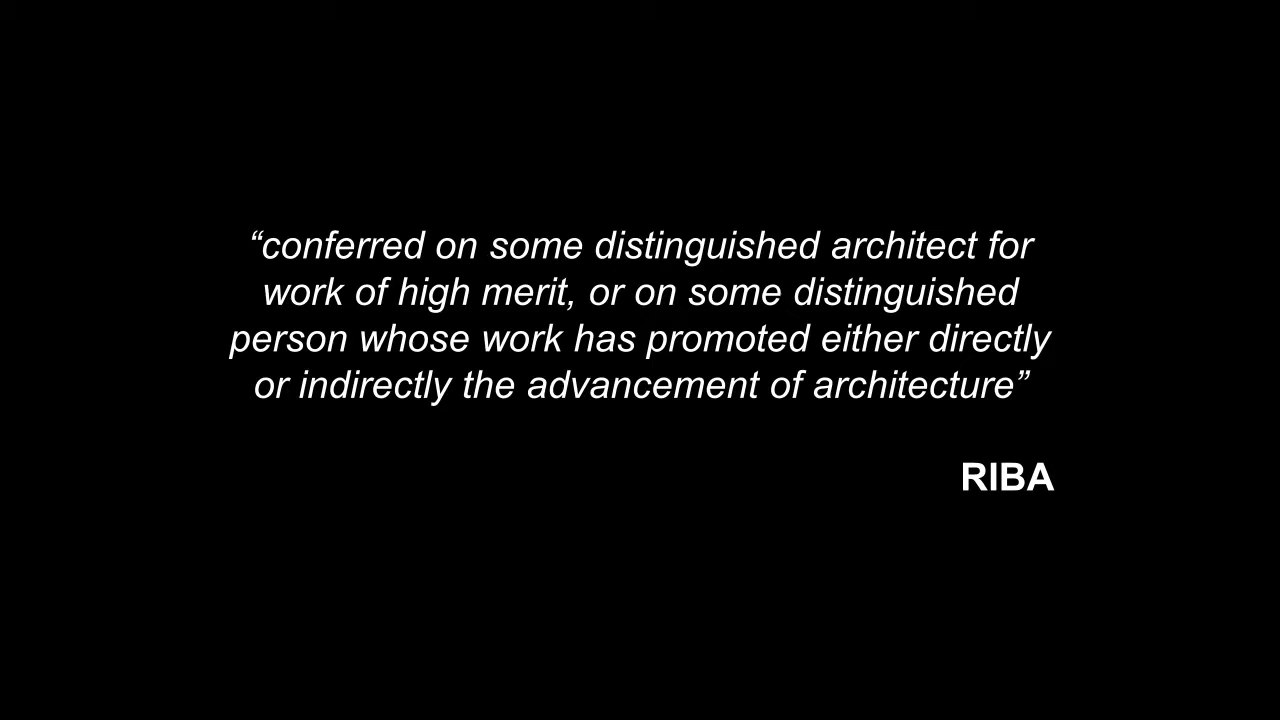 “conferred on some distinguished architect for
work of high merit, or on some distinguished
person whose work has promoted either directly
or indirectly the advancement of architecture”
RIBA